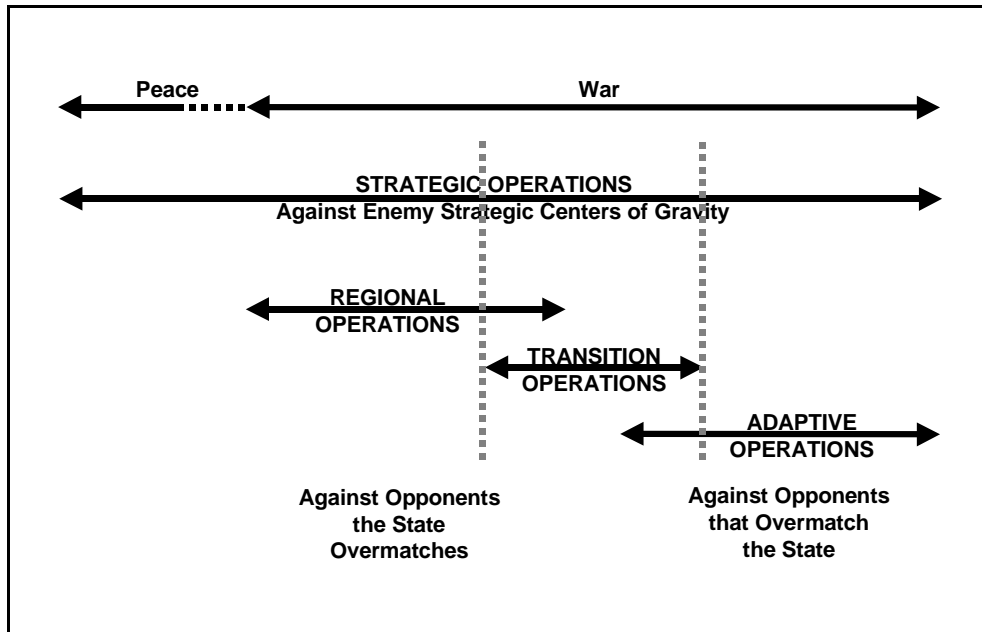 Peace
War
STRATEGIC OPERATIONS
Against Enemy Strategic Centers of Gravity
REGIONAL
OPERATIONS
TRANSITION
OPERATIONS
ADAPTIVE
OPERATIONS
Against Opponents
the State
Overmatches
Against Opponents
that Overmatch
the State